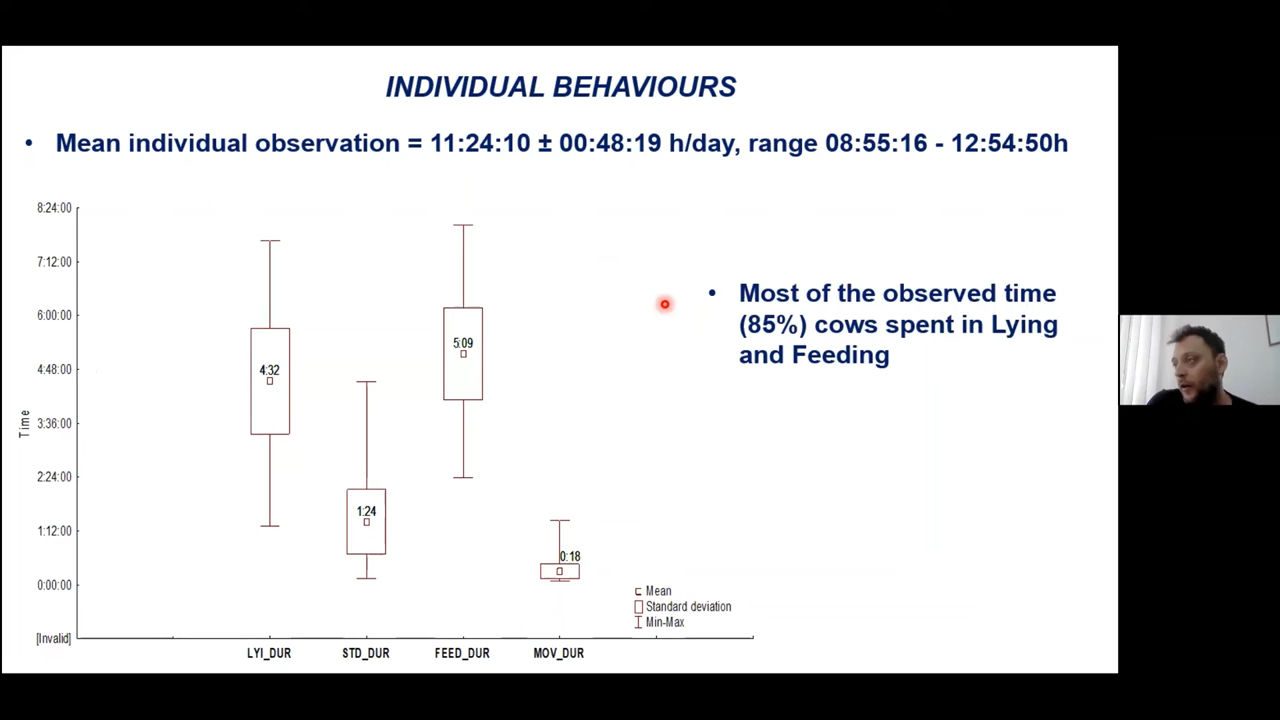 INDIVIDUAL BEHAVIOURS
• Mean individual observation = 11:24:10 ± 00:48:19 h/day, range 08:55:16 - 12:54:50h
8:24:00
7:12:00
6:00:00
4:48:00
3:36:00
2:24:00
1:12:00
0:00:00
[Invalid]
Time
4:32
1:24
5:09
0:18
LYI_DUR STD_DUR FEED_DUR MOV_DUR
Mean
Standard deviation
Min-Max
• Most of the observed time
(85%) cows spent in Lying
and Feeding